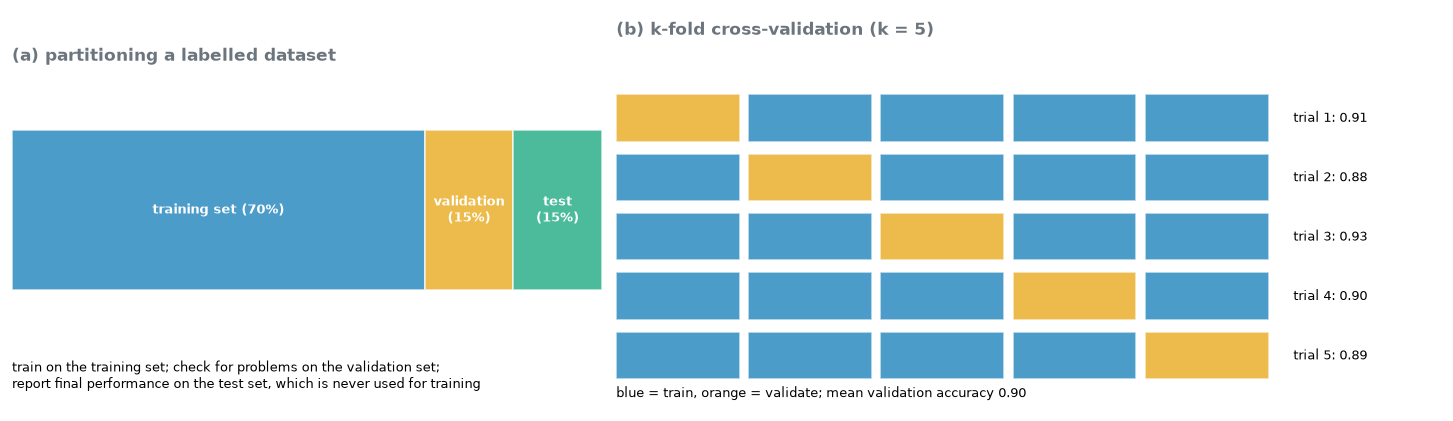 (a) partitioning a labelled dataset
training set (70%)
validation
(15%)
test
(15%)
train on the training set; check for problems on the validation set;
report final performance on the test set, which is never used for training
(b) k-fold cross-validation (k = 5)
trial 1: 0.91
trial 2: 0.88
trial 3: 0.93
trial 4: 0.90
trial 5: 0.89
blue = train, orange = validate; mean validation accuracy 0.90